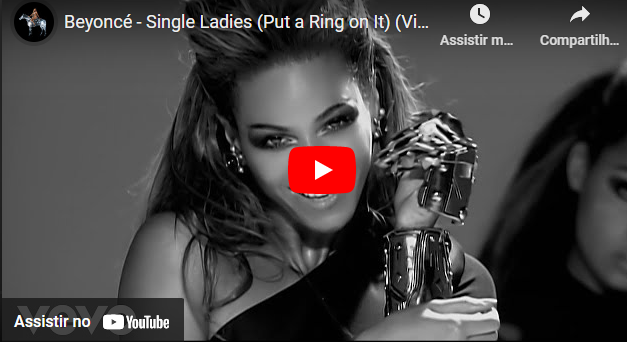 Beyoncé - Single Ladies (Put a Ring on It) (Vi...
Assistir m...
Compartilh...
vevo
Assistir no YouTube